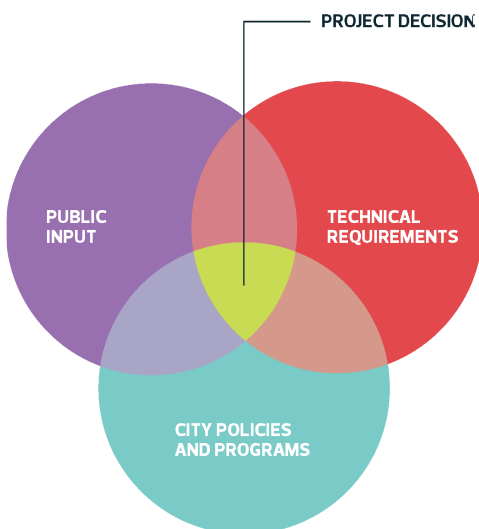 PROJECT DECISION
PUBLIC
INPUT
TECHNICAL
REQUIREMENTS
CITY POLICIES
AND PROGRAMS